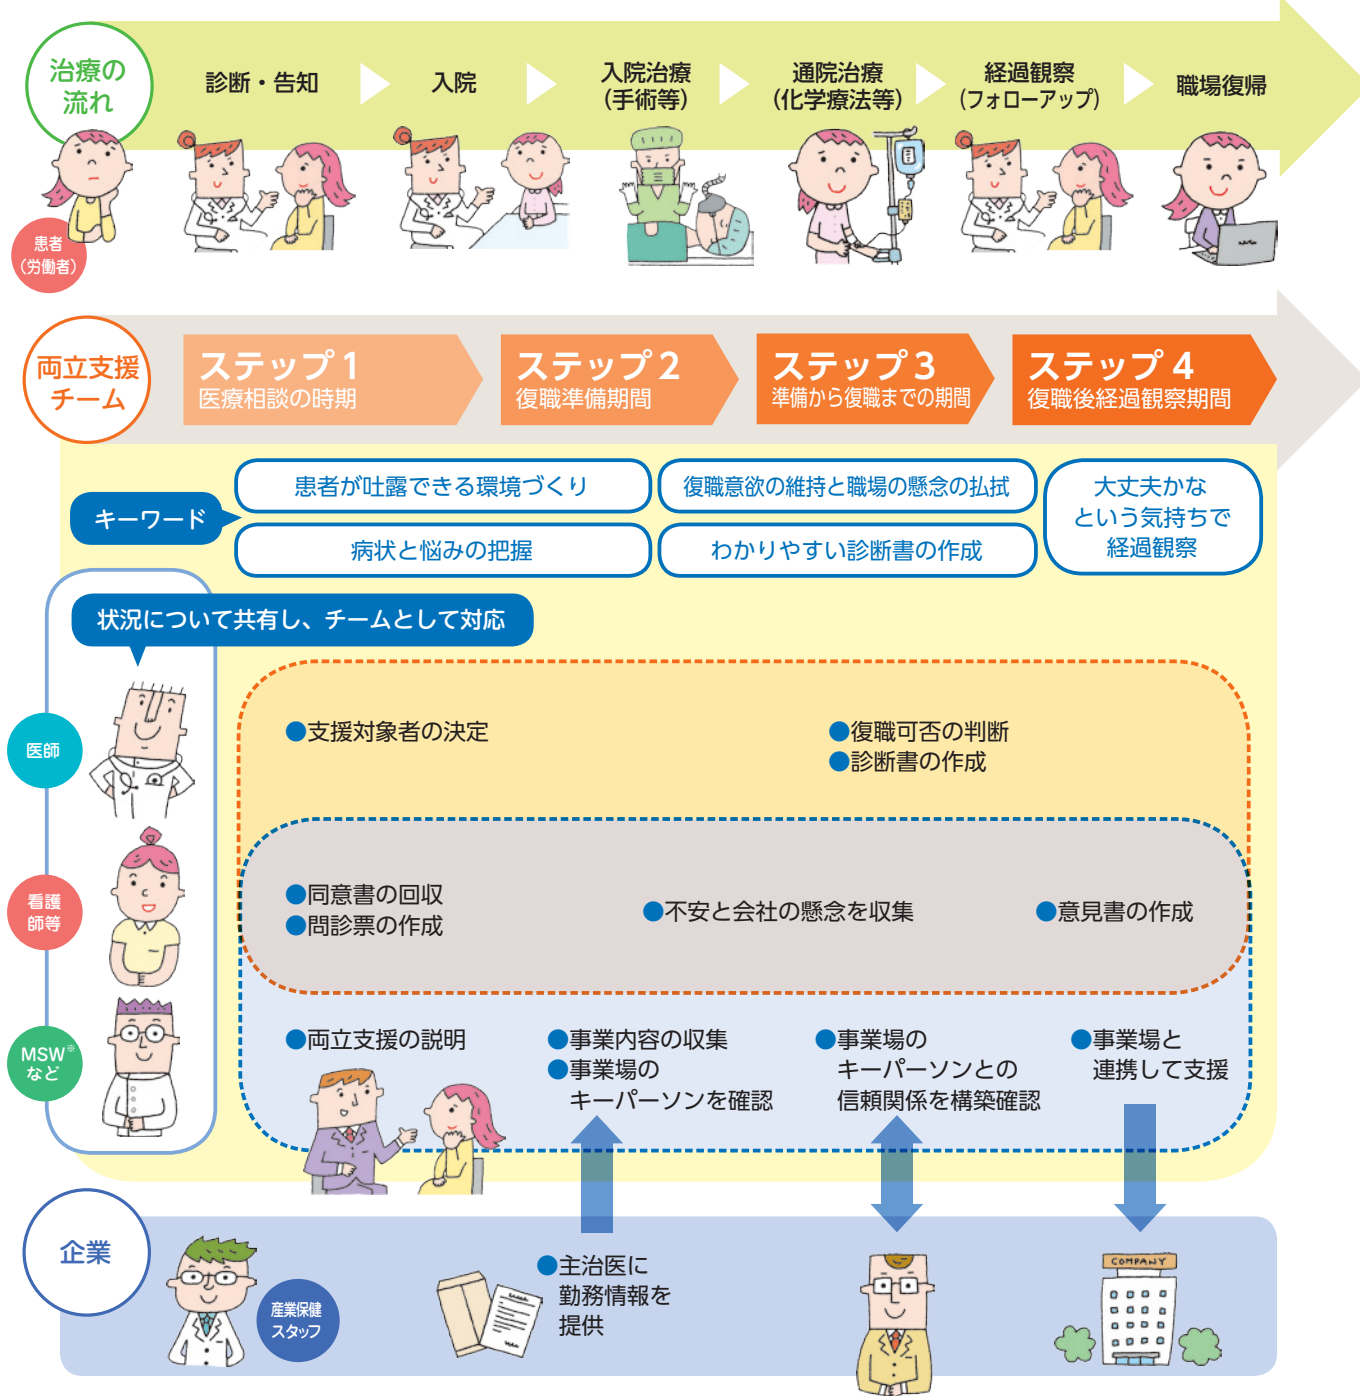 治療の
流れ
診断・告知
入院
入院治療
(手術等)
通院治療
(化学療法等)
経過観察
(フォローアップ)
職場復帰
患者
(労働者)
両立支援
チーム
ステップ1
医療相談の時期
ステップ2
復職準備期間
ステップ3
準備から復職までの期間
ステップ4
復職後経過観察期間
キーワード
患者が吐露できる環境づくり
病状と悩みの把握
復職意欲の維持と職場の懸念の払拭
わかりやすい診断書の作成
大丈夫かな
という気持ちで
経過観察
状況について共有し、チームとして対応
医師
●支援対象者の決定
●復職可否の判断
●診断書の作成
看護
師等
●同意書の回収
●問診票の作成
●不安と会社の懸念を収集
●意見書の作成
MSW※
など
●両立支援の説明
●事業内容の収集
●事業場の
キーパーソンを確認
●事業場の
キーパーソンとの
信頼関係を構築確認
●事業場と
連携して支援
企業
産業保健
スタッフ
●主治医に
勤務情報を
提供
COMPANY